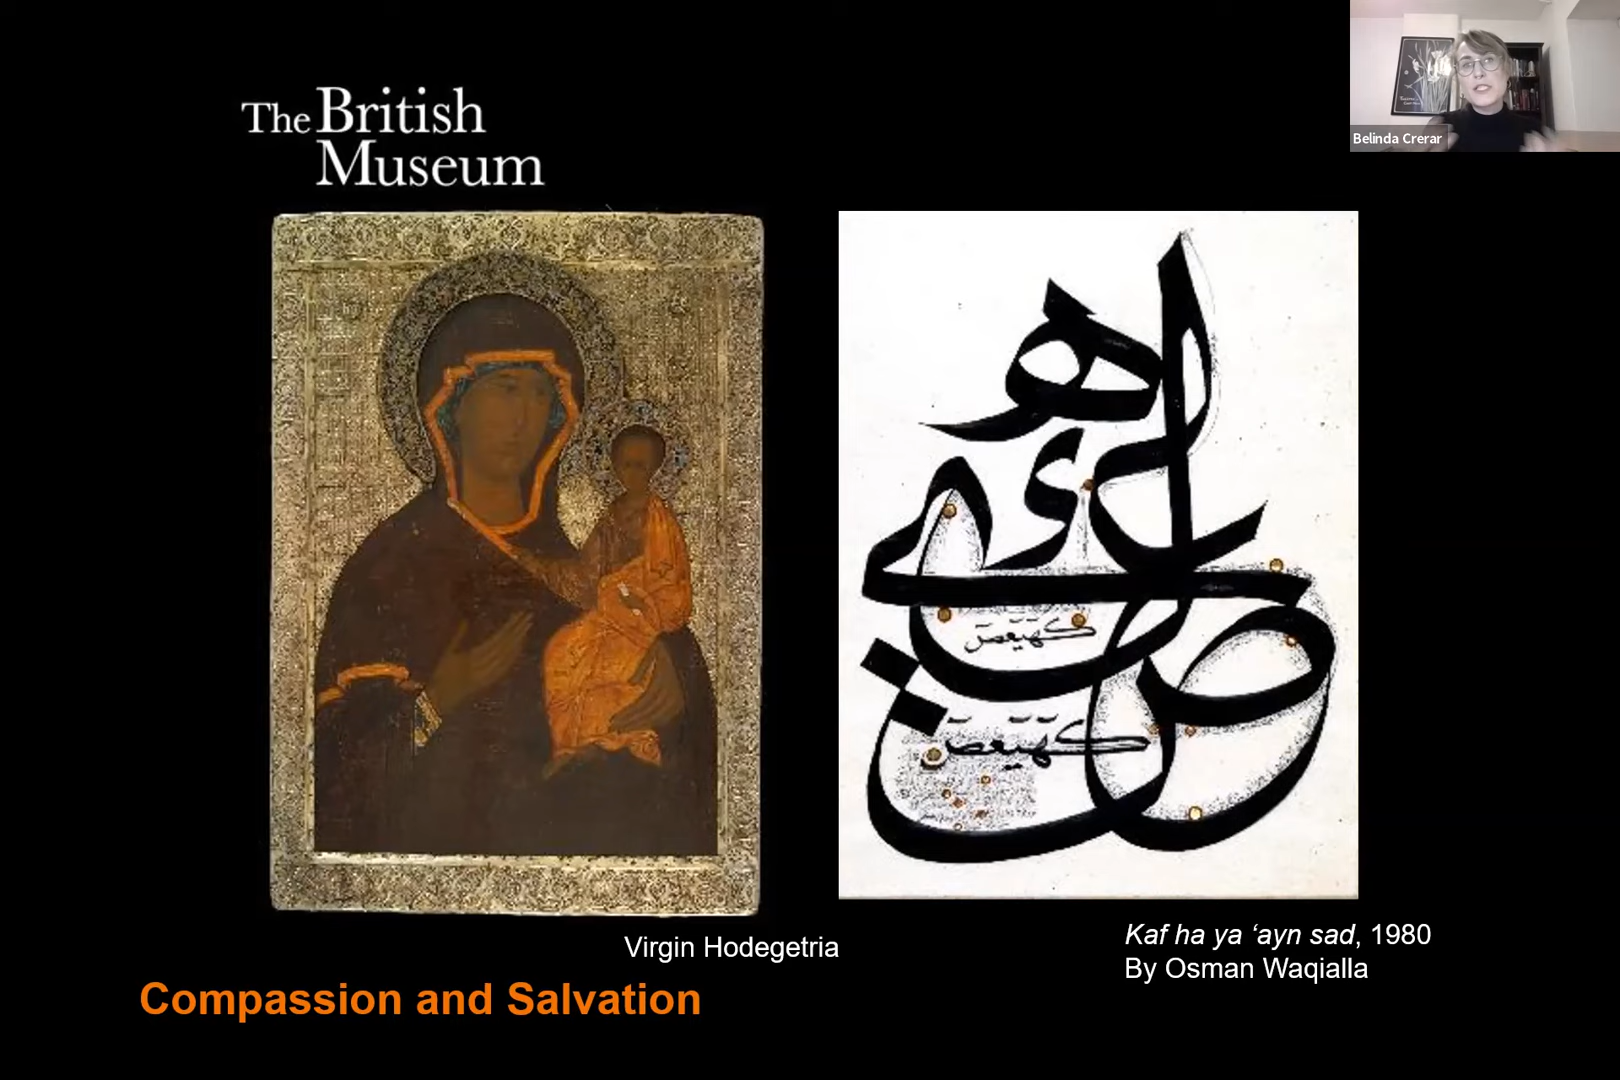 The British
Museum
Belinda Crerar
كهيعص
كهيعص
Virgin Hodegetria
Kaf ha ya ‘ayn sad, 1980
By Osman Waqialla
Compassion and Salvation